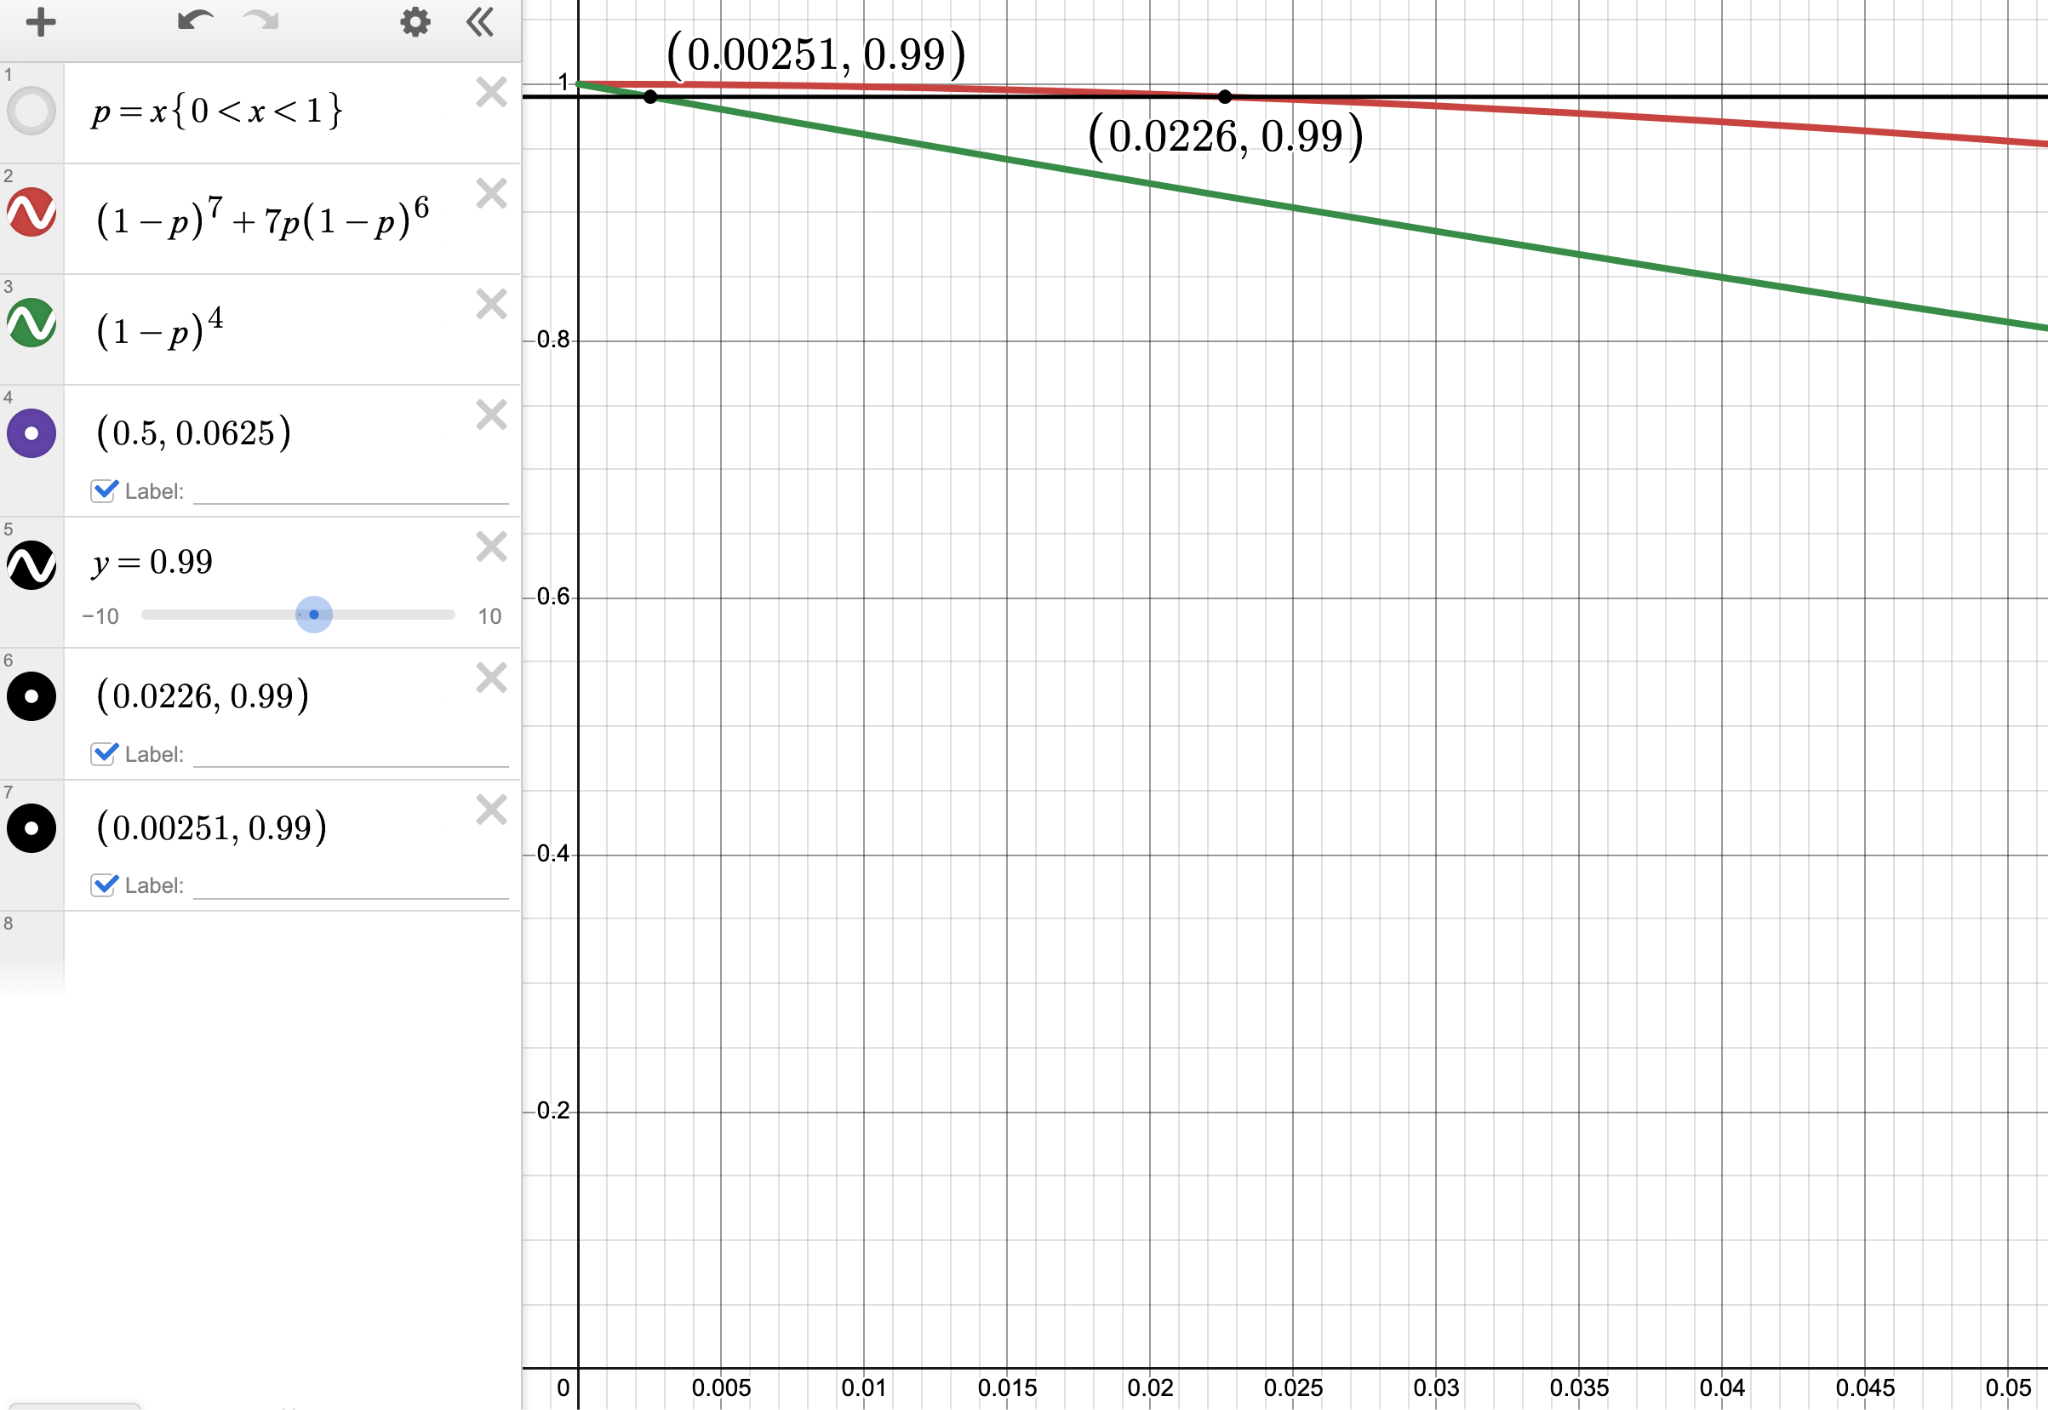 1
p = x{0 < x < 1}
2
(1 − p)⁷ + 7p(1 − p)⁶
3
(1 − p)⁴
4
(0.5, 0.0625)
Label:
5
y = 0.99
−10 10
6
(0.0226, 0.99)
Label:
7
(0.00251, 0.99)
Label:
8
(0.00251, 0.99)
1
(0.0226, 0.99)
0.8
0.6
0.4
0.2
0 0.005 0.01 0.015 0.02 0.025 0.03 0.035 0.04 0.045 0.05